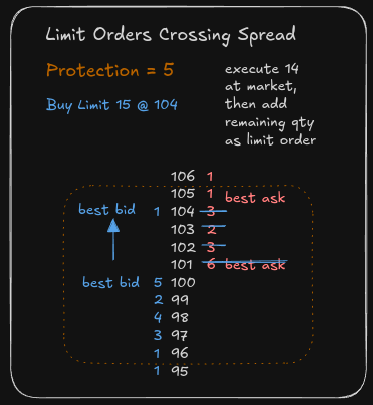 Limit Orders Crossing Spread
Protection = 5
Buy Limit 15 @ 104
execute 14
at market,
then add
remaining qty
as limit order
106 1
105 1 best ask
best bid 1 104 3
103 2
102 3
101 6 best ask
best bid 5 100
2 99
4 98
3 97
1 96
1 95